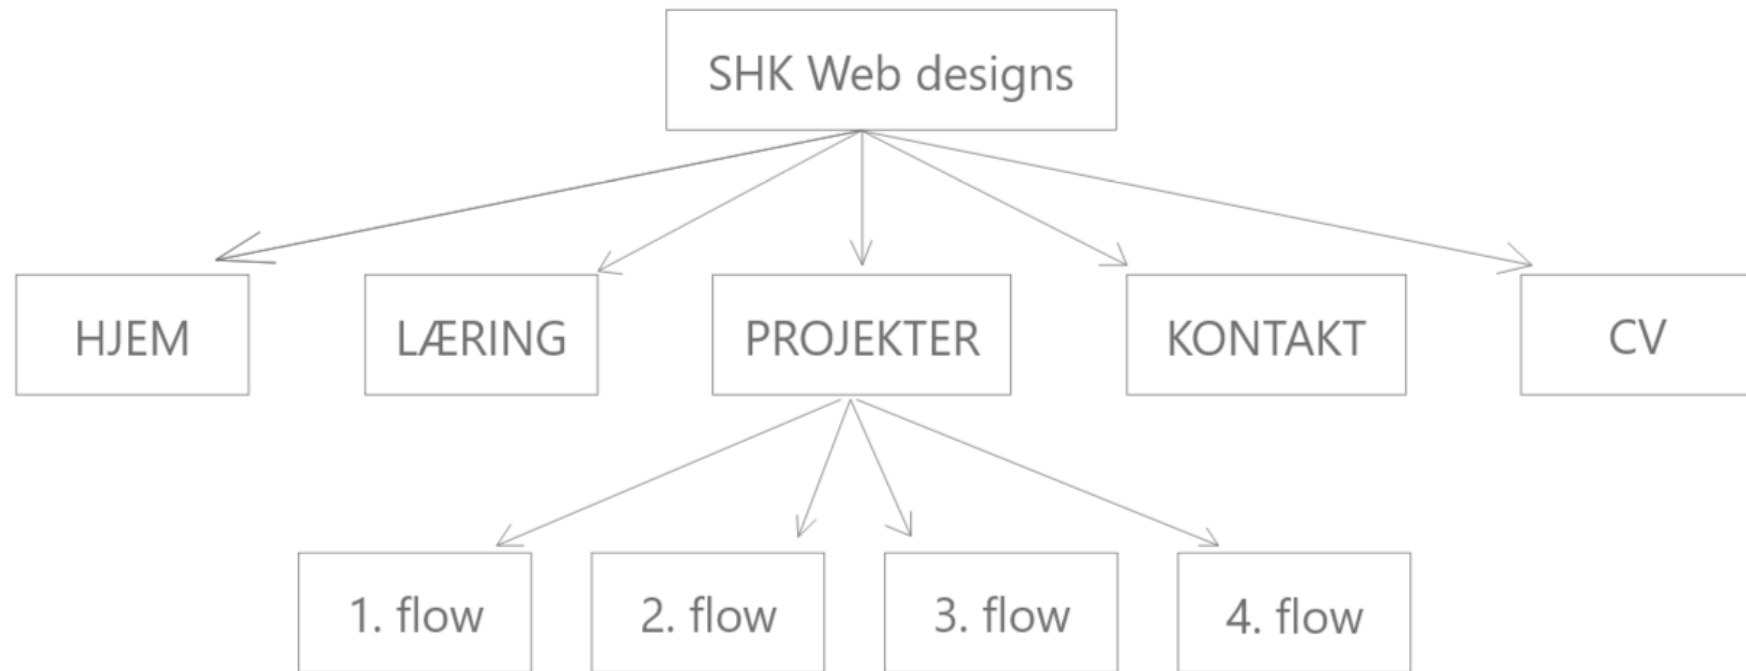 SHK Web designs
HJEM
LÆRING
PROJEKTER
KONTAKT
CV
1. flow
2. flow
3. flow
4. flow